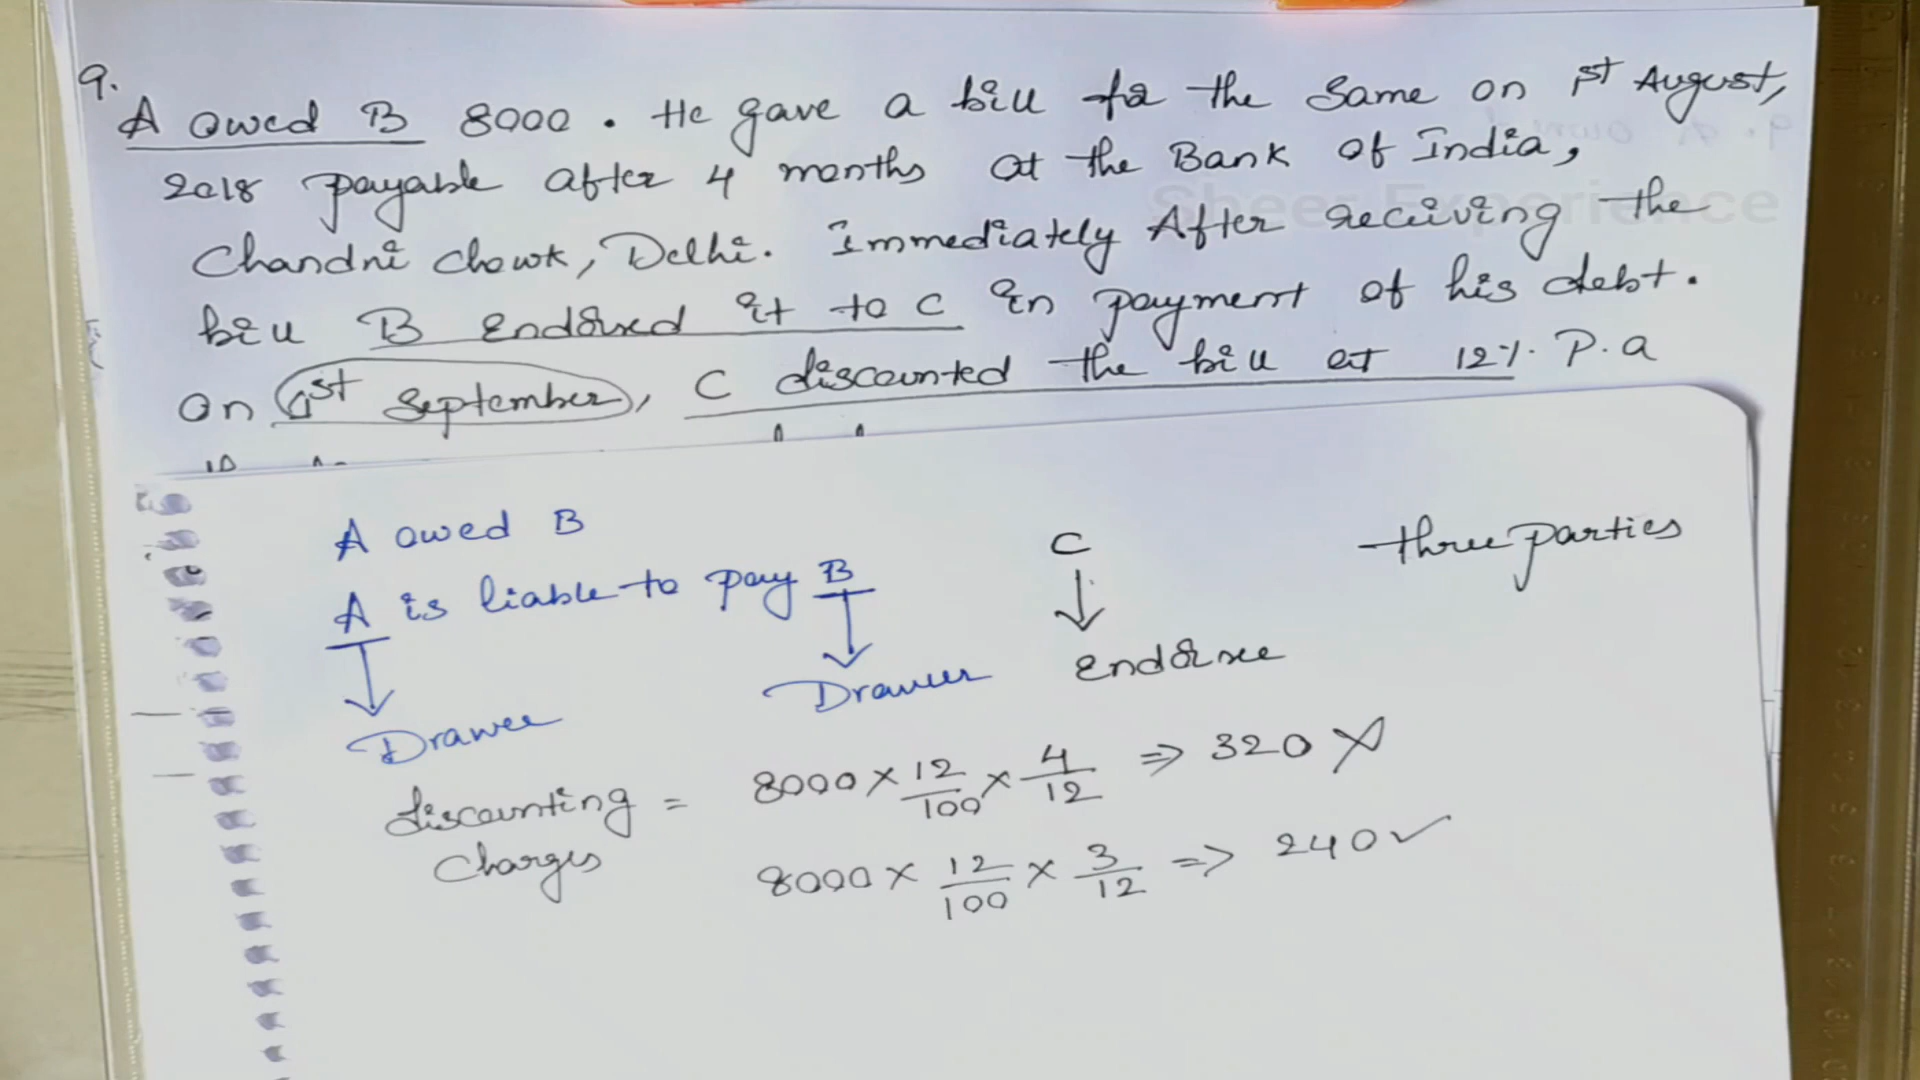 9.
A owed B 8000. He gave a bill for the same on 1st August,
2018 payable after 4 months at the Bank of India,
Chandni chowk, Delhi. Immediately After receiving the
bill B Endorsed it to C in payment of his debt.
On 1st September, C discounted the bill at 12% P.a
Sheer Experience
A owed B
A is liable to pay B
C
three parties
Drawee
Drawer
Endorsee
discounting charges = 8000 × 12/100 × 4/12 ⇒ 320 ✗
8000 × 12/100 × 3/12 ⇒ 240 ✓